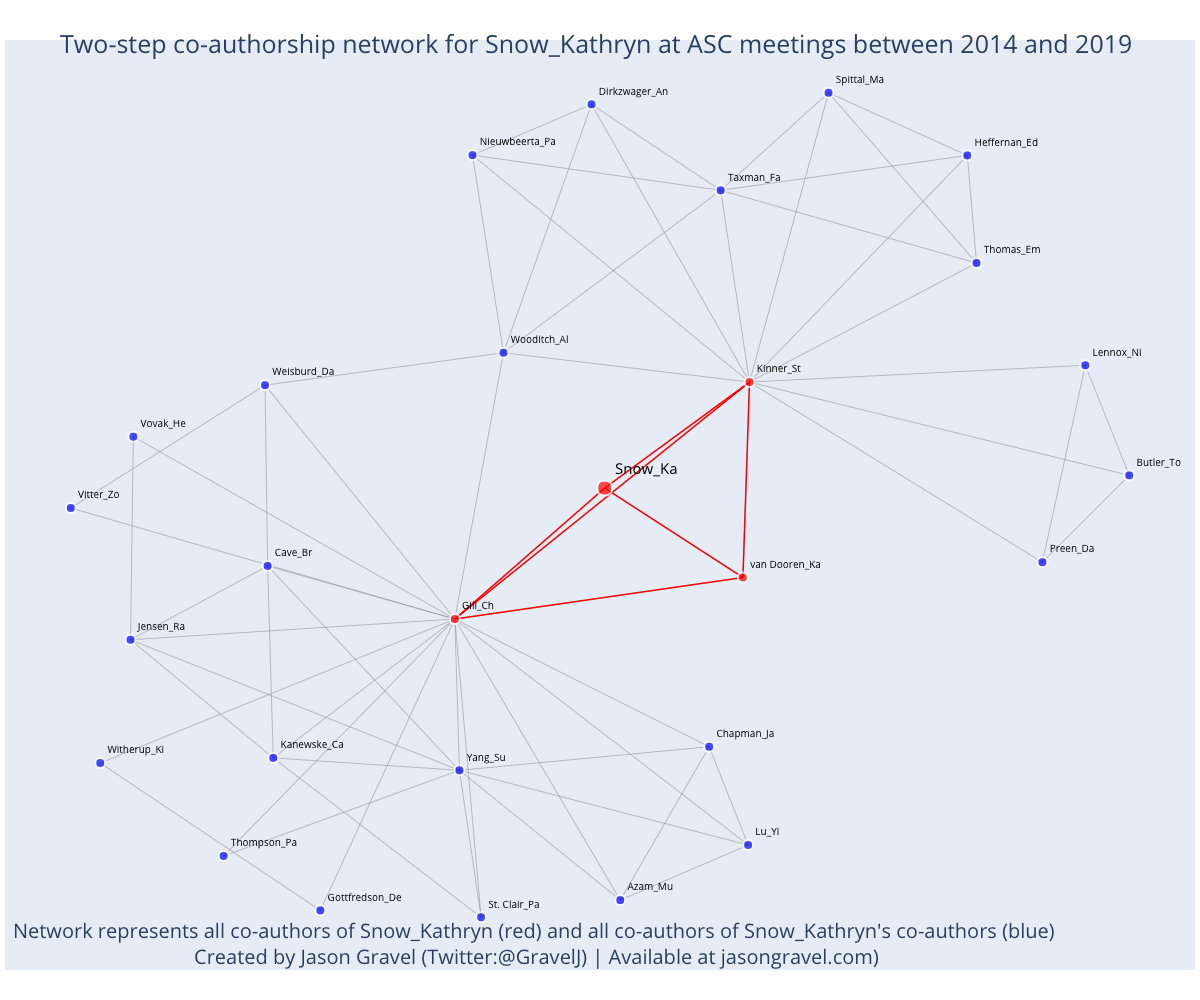 Two-step co-authorship network for Snow_Kathryn at ASC meetings between 2014 and 2019
Spittal_Ma
Dirkzwager_An
Nieuwbeerta_Pa
Heffernan_Ed
Taxman_Fa
Thomas_Em
Wooditch_Al
Lennox_Ni
Weisburd_Da
Kinner_St
Vovak_He
Butler_To
Snow_Ka
Vitter_Zo
Preen_Da
Cave_Br
van Dooren_Ka
Gill_Ch
Jensen_Ra
Chapman_Ja
Kanewske_Ca
Witherup_Ki
Yang_Su
Lu_Yi
Thompson_Pa
Azam_Mu
Gottfredson_De
St. Clair_Pa
Network represents all co-authors of Snow_Kathryn (red) and all co-authors of Snow_Kathryn's co-authors (blue)
Created by Jason Gravel (Twitter:@GravelJ) | Available at jasongravel.com)